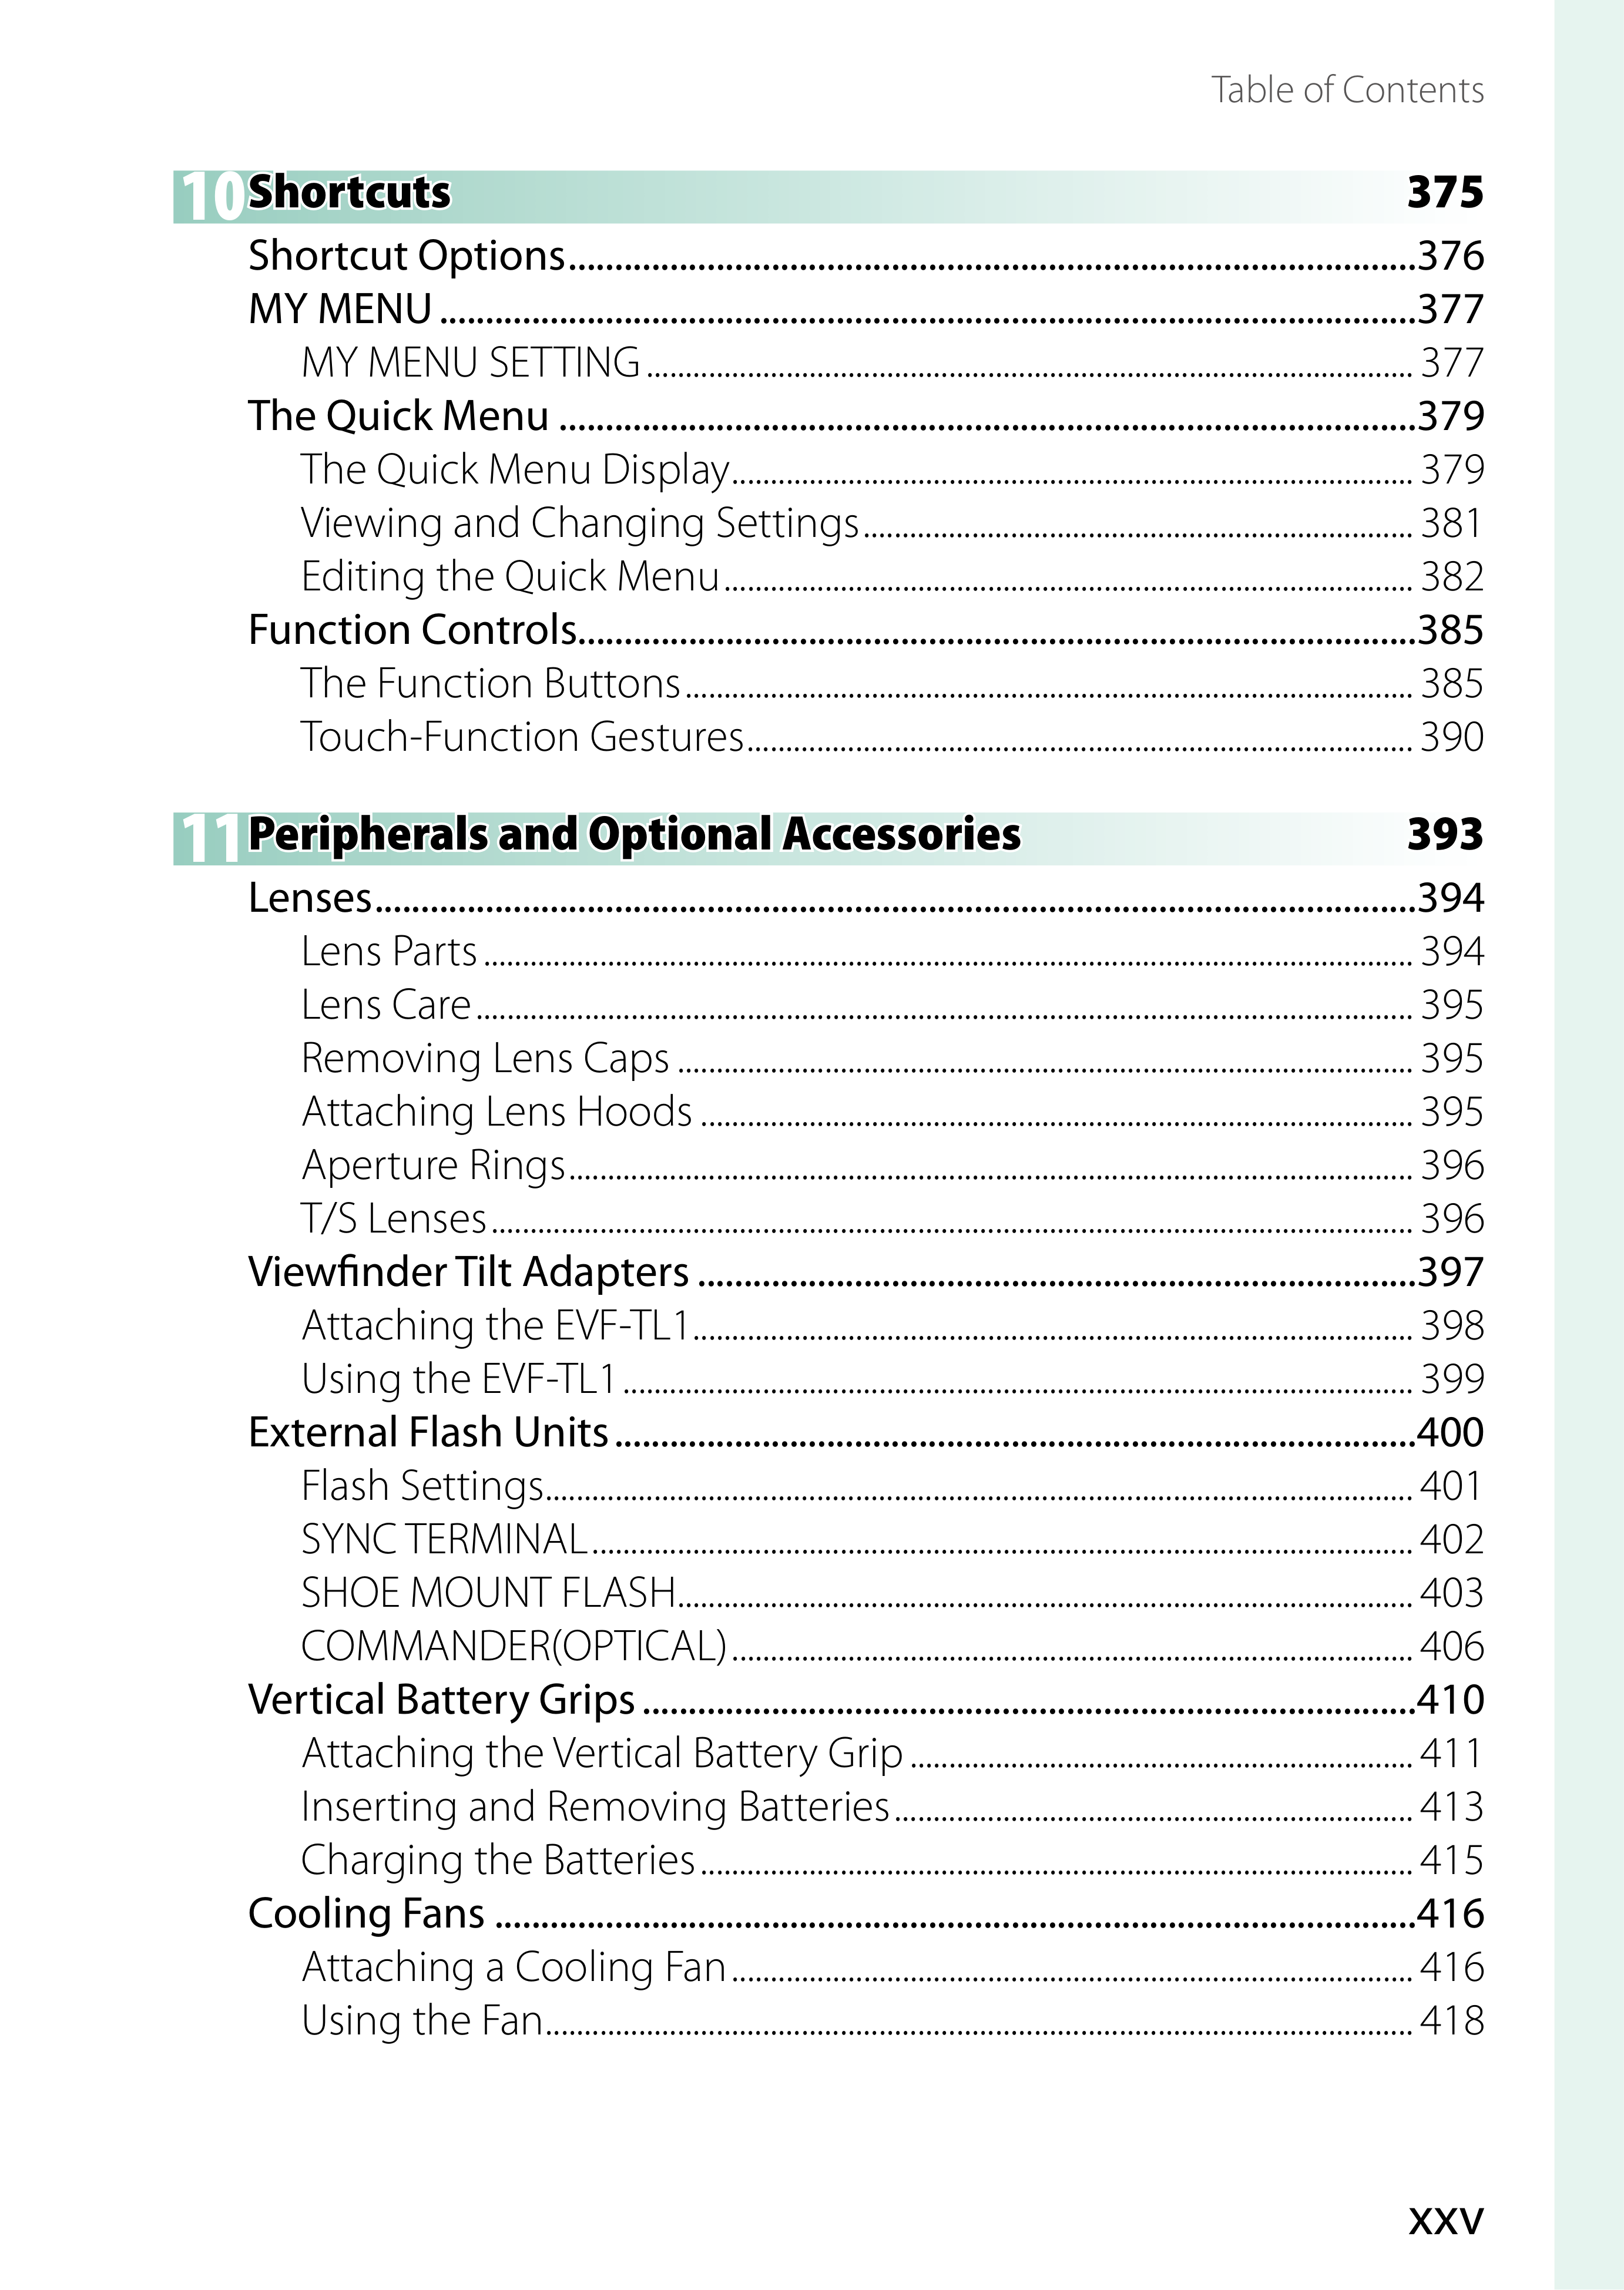 Table of Contents
10 Shortcuts 375
Shortcut Options 376
MY MENU 377
MY MENU SETTING 377
The Quick Menu 379
The Quick Menu Display 379
Viewing and Changing Settings 381
Editing the Quick Menu 382
Function Controls 385
The Function Buttons 385
Touch-Function Gestures 390
11 Peripherals and Optional Accessories 393
Lenses 394
Lens Parts 394
Lens Care 395
Removing Lens Caps 395
Attaching Lens Hoods 395
Aperture Rings 396
T/S Lenses 396
Viewfinder Tilt Adapters 397
Attaching the EVF-TL1 398
Using the EVF-TL1 399
External Flash Units 400
Flash Settings 401
SYNC TERMINAL 402
SHOE MOUNT FLASH 403
COMMANDER(OPTICAL) 406
Vertical Battery Grips 410
Attaching the Vertical Battery Grip 411
Inserting and Removing Batteries 413
Charging the Batteries 415
Cooling Fans 416
Attaching a Cooling Fan 416
Using the Fan 418
xxv